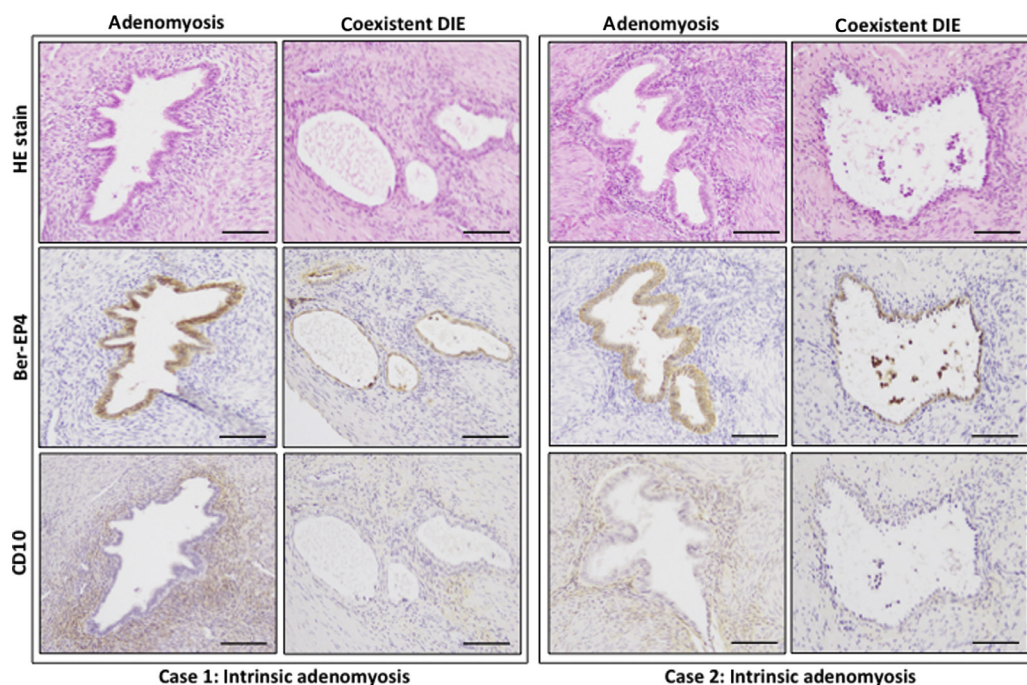 Adenomyosis Coexistent DIE Adenomyosis Coexistent DIE
HE stain
Ber-EP4
CD10
Case 1: Intrinsic adenomyosis Case 2: Intrinsic adenomyosis